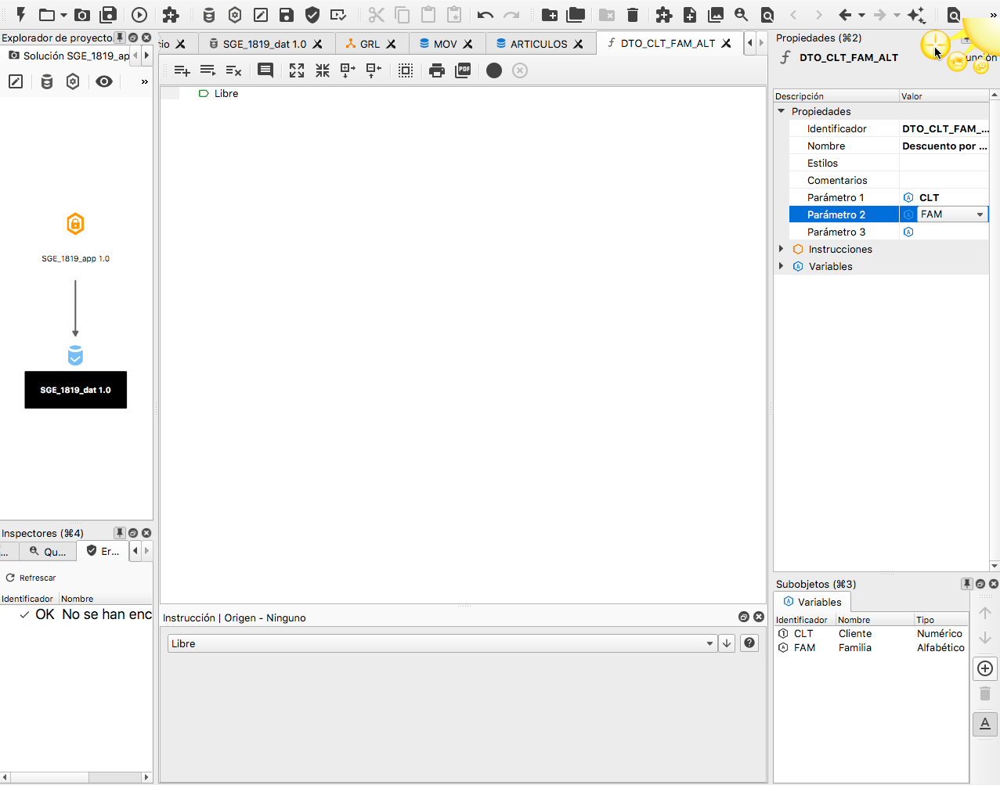 Explorador de proyecto
Solución SGE_1819_ap
SGE_1819_app 1.0
SGE_1819_dat 1.0
Inspectores (⌘4)
...
Qu...
Er...
Refrescar
Identificador
Nombre
OK
No se han enc
cio
SGE_1819_dat 1.0
GRL
MOV
ARTICULOS
DTO_CLT_FAM_ALT
PDF
Libre
Instrucción | Origen - Ninguno
Libre
Propiedades (⌘2)
DTO_CLT_FAM_ALT
unción
Descripción
Valor
Propiedades
Identificador
DTO_CLT_FAM_...
Nombre
Descuento por ...
Estilos
Comentarios
Parámetro 1
CLT
Parámetro 2
FAM
Parámetro 3
Instrucciones
Variables
Subobjetos (⌘3)
Variables
Identificador
Nombre
Tipo
CLT
Cliente
Numérico
FAM
Familia
Alfabético